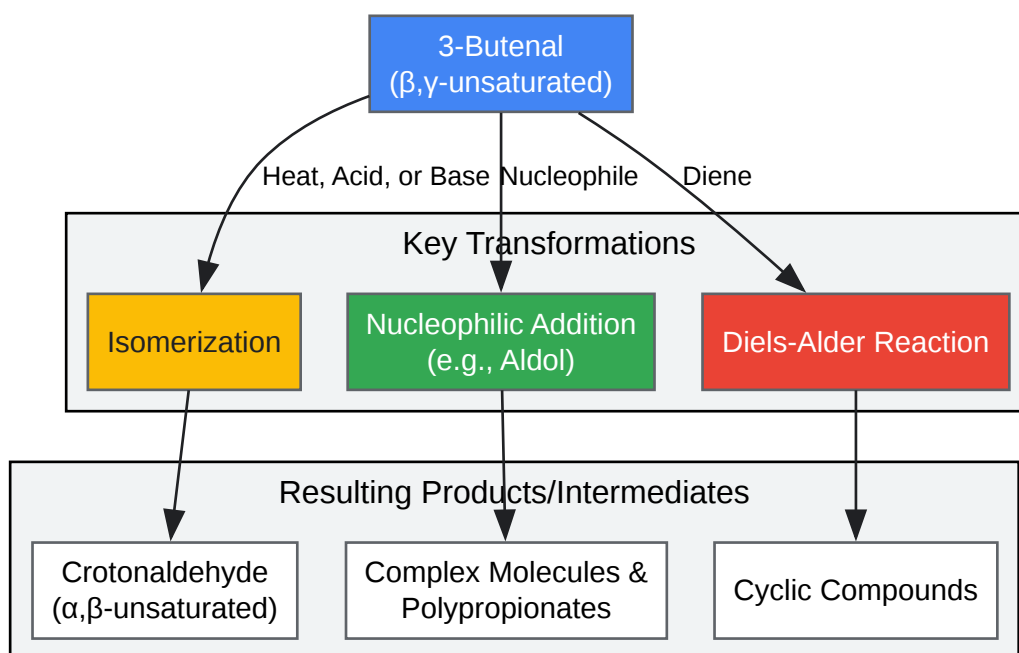 3-Butenal
(β,γ-unsaturated)
Heat, Acid, or Base
Nucleophile
Diene
Key Transformations
Isomerization
Nucleophilic Addition
(e.g., Aldol)
Diels-Alder Reaction
Resulting Products/Intermediates
Crotonaldehyde
(α,β-unsaturated)
Complex Molecules &
Polypropionates
Cyclic Compounds